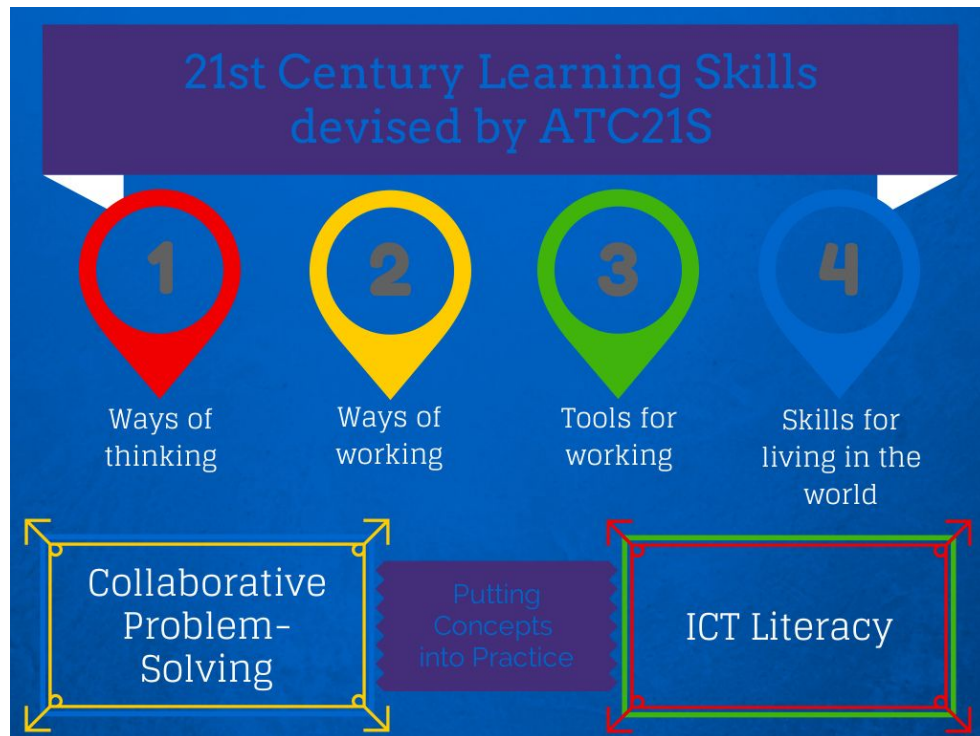 21st Century Learning Skills
devised by ATC21S
1
2
3
4
Ways of
thinking
Ways of
working
Tools for
working
Skills for
living in the
world
Collaborative
Problem-
Solving
Putting
Concepts
into Practice
ICT Literacy